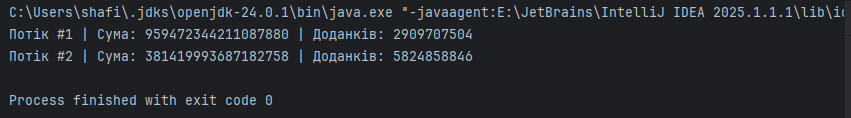 C:\Users\shafi\.jdks\openjdk-24.0.1\bin\java.exe "-javaagent:E:\JetBrains\IntelliJ IDEA 2025.1.1.1\lib\id
Потік #1 | Сума: 959472344211087880 | Доданків: 2909707504
Потік #2 | Сума: 381419993687182758 | Доданків: 5824858846
Process finished with exit code 0